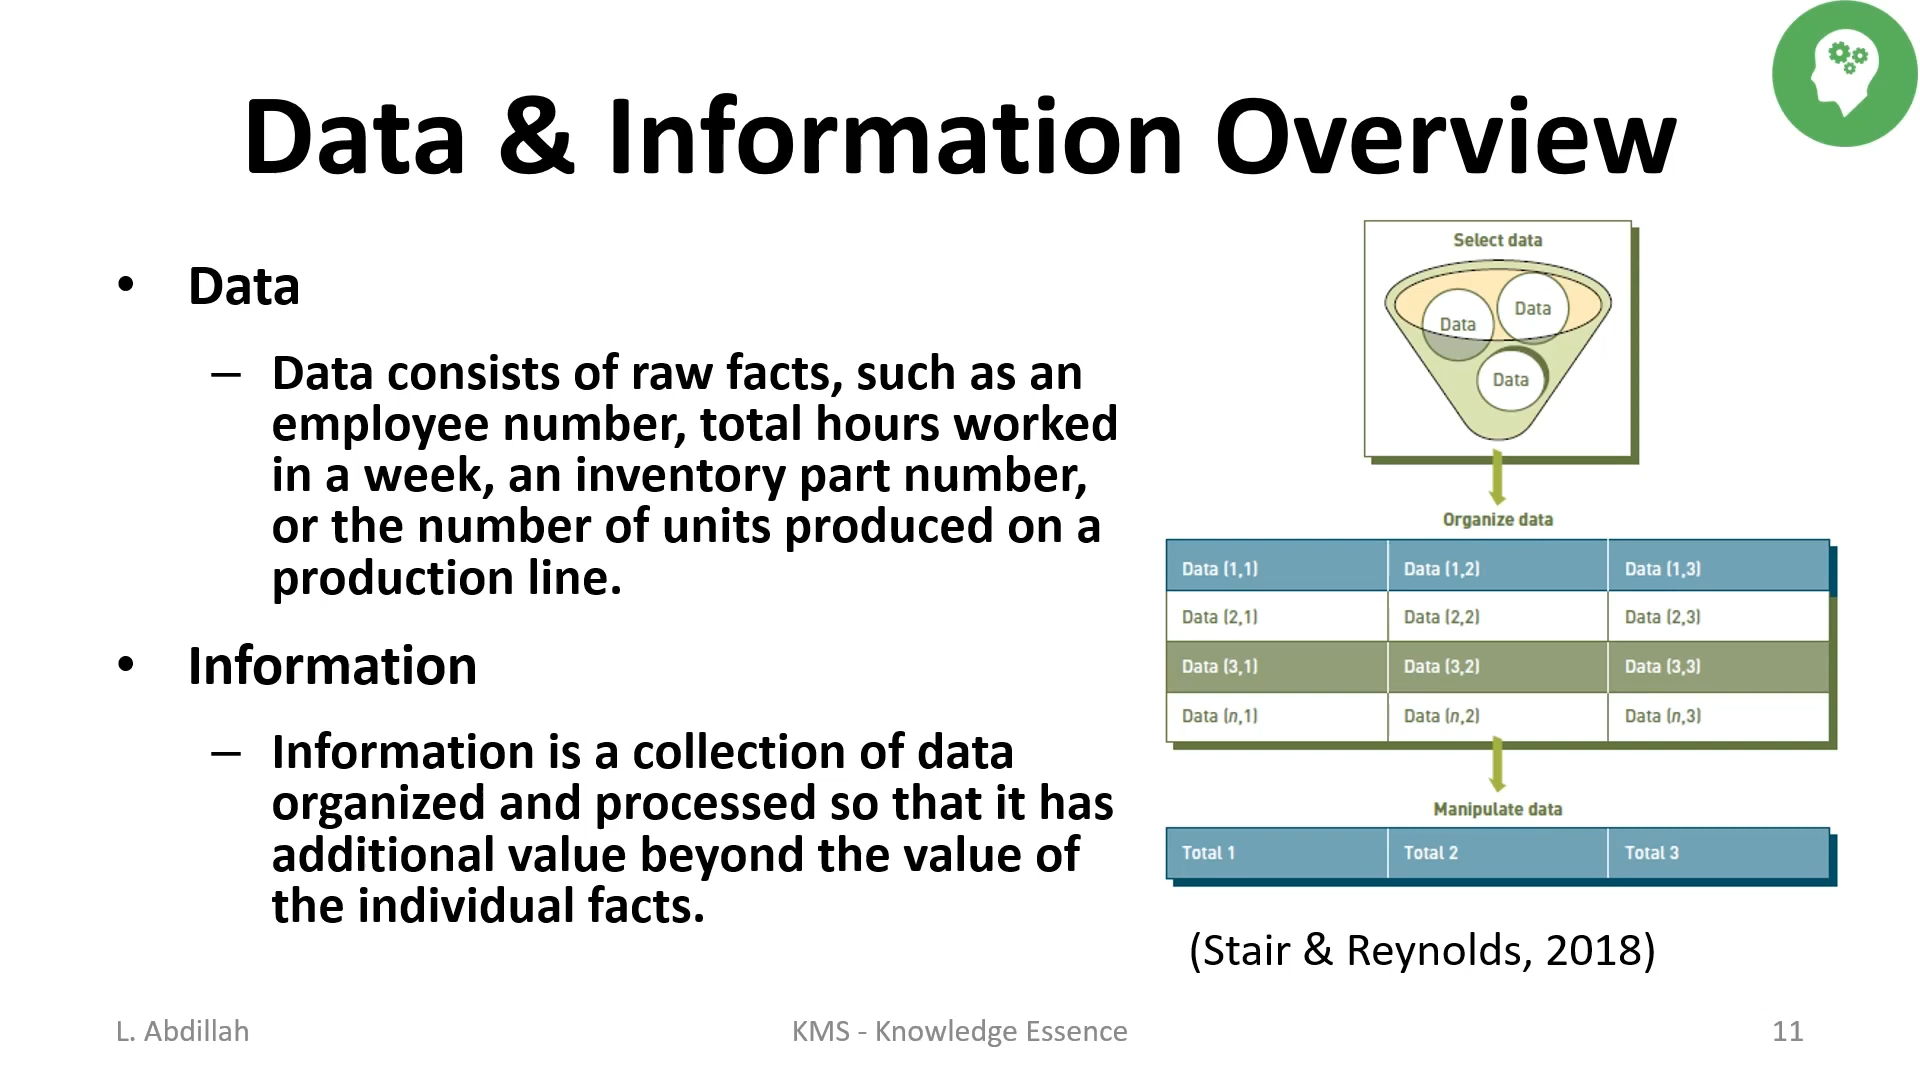 Data & Information Overview
• Data
– Data consists of raw facts, such as an
employee number, total hours worked
in a week, an inventory part number,
or the number of units produced on a
production line.
• Information
– Information is a collection of data
organized and processed so that it has
additional value beyond the value of
the individual facts.
Select data
Data
Data
Data
Organize data
Data (1,1) Data (1,2) Data (1,3)
Data (2,1) Data (2,2) Data (2,3)
Data (3,1) Data (3,2) Data (3,3)
Data (n,1) Data (n,2) Data (n,3)
Manipulate data
Total 1 Total 2 Total 3
(Stair & Reynolds, 2018)
L. Abdillah KMS - Knowledge Essence 11